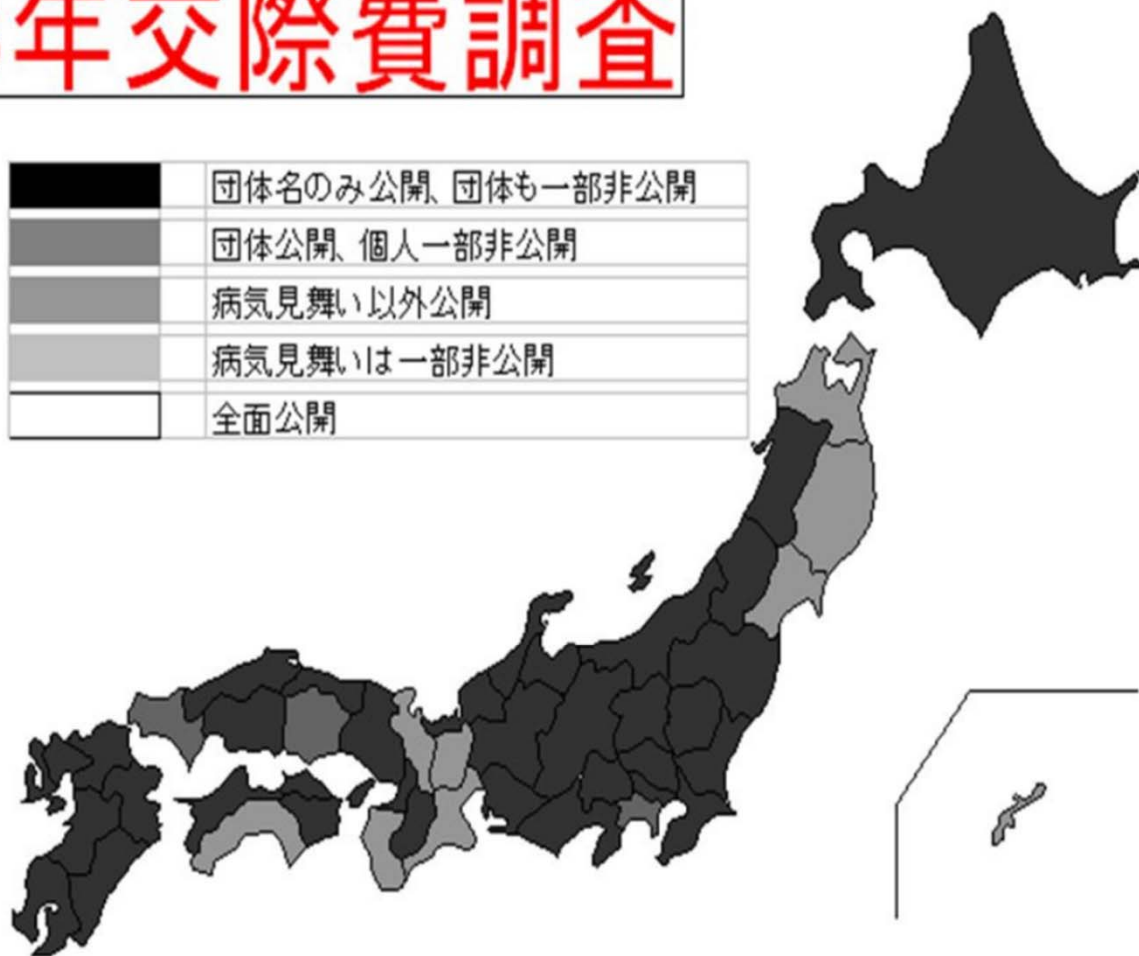 年交際費調査
団体名のみ公開、団体も一部非公開
団体公開、個人一部非公開
病気見舞い以外公開
病気見舞いは一部非公開
全面公開